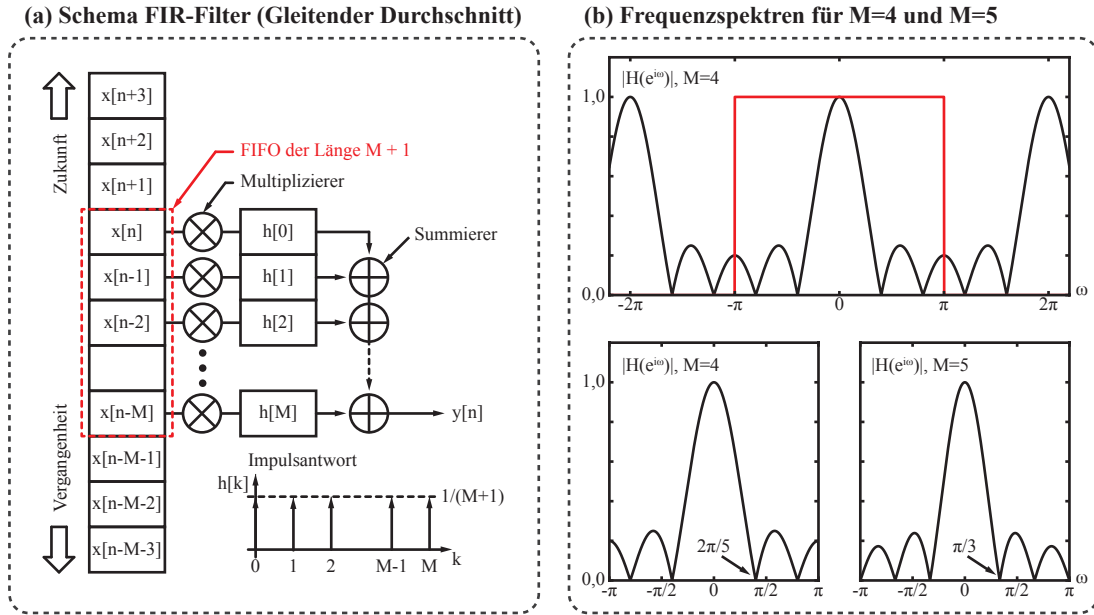 (a) Schema FIR-Filter (Gleitender Durchschnitt)
Zukunft
Vergangenheit
x[n+3]
x[n+2]
x[n+1]
x[n]
x[n-1]
x[n-2]
x[n-M]
x[n-M-1]
x[n-M-2]
x[n-M-3]
FIFO der Länge M + 1
Multiplizierer
h[0]
h[1]
h[2]
h[M]
Summierer
y[n]
Impulsantwort
h[k]
1/(M+1)
0 1 2 M-1 M k
(b) Frequenzspektren für M=4 und M=5
|H(e^{iω})|, M=4
1,0
0,0
-2π -π 0 π 2π ω
|H(e^{iω})|, M=4
1,0
2π/5
0,0
-π -π/2 0 π/2 π
|H(e^{iω})|, M=5
π/3
-π -π/2 0 π/2 π ω